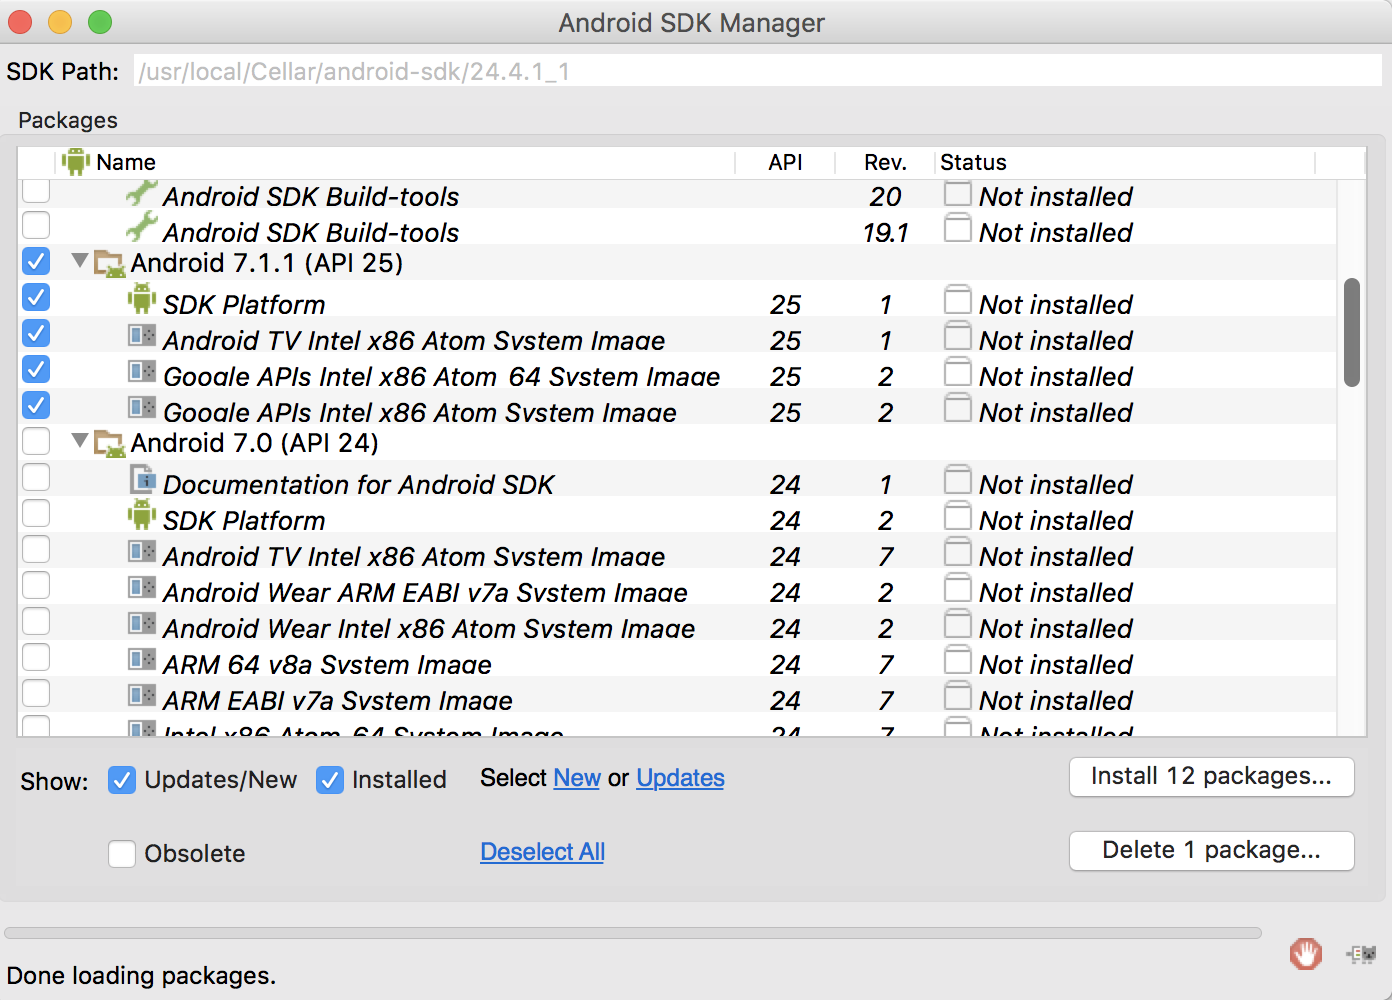 Android SDK Manager
SDK Path: /usr/local/Cellar/android-sdk/24.4.1_1
Packages
Name API Rev. Status
Android SDK Build-tools 20 Not installed
Android SDK Build-tools 19.1 Not installed
Android 7.1.1 (API 25)
SDK Platform 25 1 Not installed
Android TV Intel x86 Atom System Image 25 1 Not installed
Google APIs Intel x86 Atom_64 System Image 25 2 Not installed
Google APIs Intel x86 Atom System Image 25 2 Not installed
Android 7.0 (API 24)
Documentation for Android SDK 24 1 Not installed
SDK Platform 24 2 Not installed
Android TV Intel x86 Atom System Image 24 7 Not installed
Android Wear ARM EABI v7a System Image 24 2 Not installed
Android Wear Intel x86 Atom System Image 24 2 Not installed
ARM 64 v8a System Image 24 7 Not installed
ARM EABI v7a System Image 24 7 Not installed
Intel x86 Atom_64 System Image 24 7 Not installed
Show: Updates/New Installed Select New or Updates Install 12 packages...
Obsolete Deselect All Delete 1 package...
Done loading packages.